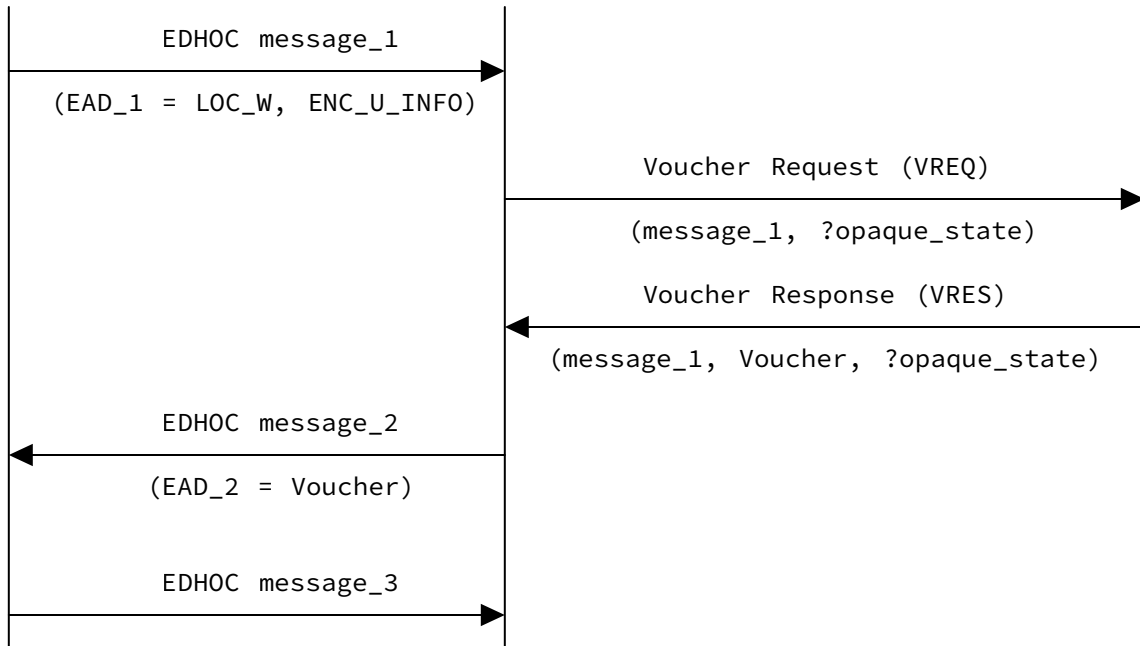 EDHOC message_1
(EAD_1 = LOC_W, ENC_U_INFO)
Voucher Request (VREQ)
(message_1, ?opaque_state)
Voucher Response (VRES)
(message_1, Voucher, ?opaque_state)
EDHOC message_2
(EAD_2 = Voucher)
EDHOC message_3